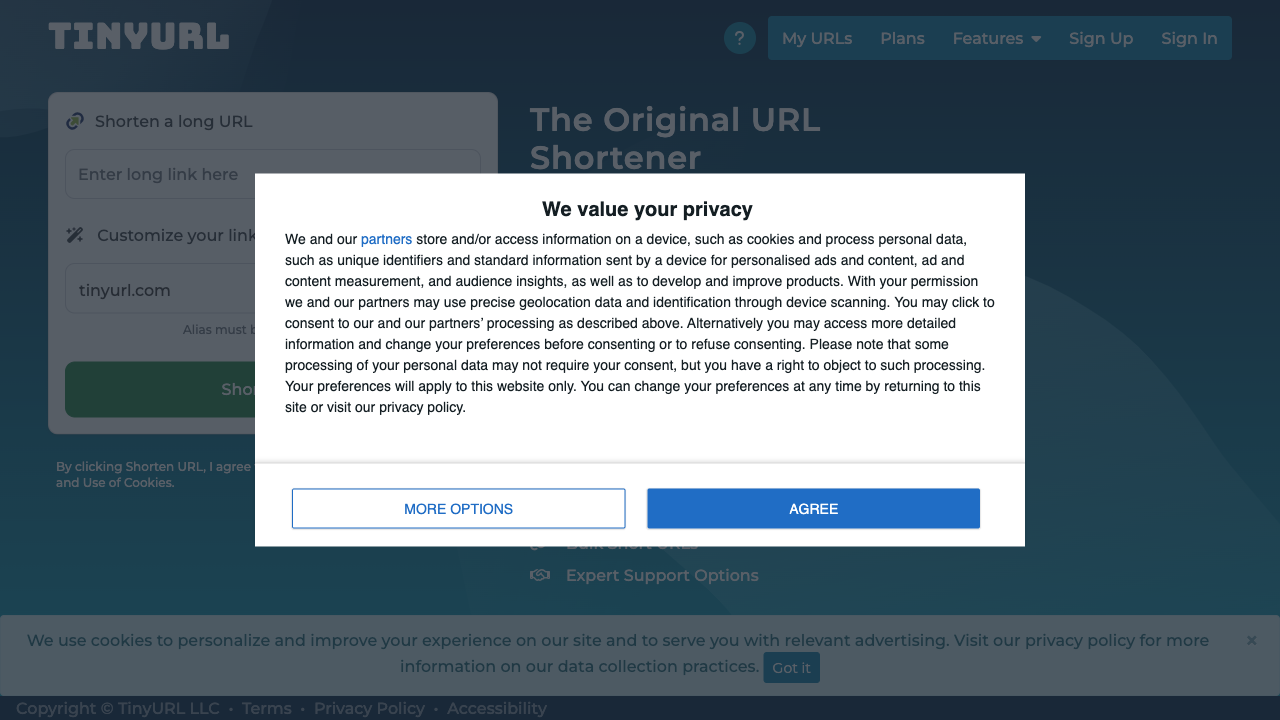 TINYURL
?
My URLs
Plans
Features
Sign Up
Sign In
Shorten a long URL
Enter long link here
Customize your link
tinyurl.com
Alias must
By clicking Shorten URL, I agree
and Use of Cookies.
The Original URL
Shortener
We value your privacy
We and our partners store and/or access information on a device, such as cookies and process personal data,
such as unique identifiers and standard information sent by a device for personalised ads and content, ad and
content measurement, and audience insights, as well as to develop and improve products. With your permission
we and our partners may use precise geolocation data and identification through device scanning. You may click to
consent to our and our partners’ processing as described above. Alternatively you may access more detailed
information and change your preferences before consenting or to refuse consenting. Please note that some
processing of your personal data may not require your consent, but you have a right to object to such processing.
Your preferences will apply to this website only. You can change your preferences at any time by returning to this
site or visit our privacy policy.
MORE OPTIONS
AGREE
Expert Support Options
We use cookies to personalize and improve your experience on our site and to serve you with relevant advertising. Visit our privacy policy for more
information on our data collection practices. Got it
×
Copyright © TinyURL LLC • Terms • Privacy Policy • Accessibility